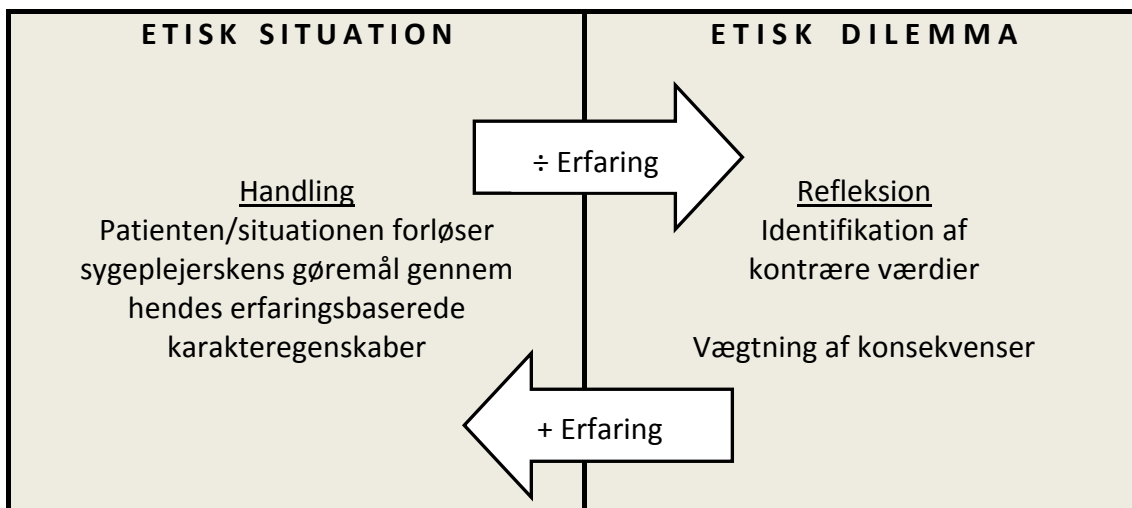 ETISK SITUATION
Handling
Patienten/situationen forløser
sygeplejerskens gøremål gennem
hendes erfaringsbaserede
karakteregenskaber
÷ Erfaring
ETISK DILEMMA
Refleksion
Identifikation af
kontrære værdier
Vægtning af konsekvenser
+ Erfaring